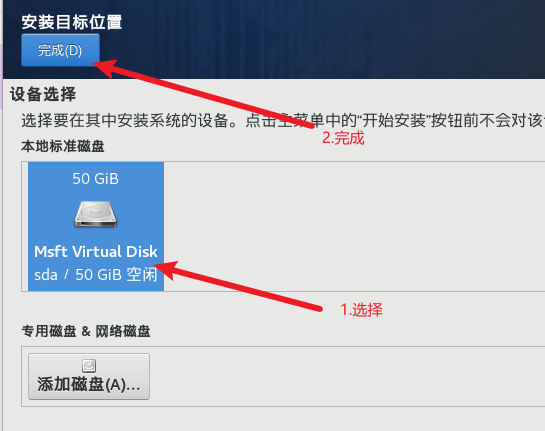 安装目标位置
完成(D)
设备选择
选择要在其中安装系统的设备。点击主菜单中的“开始安装”按钮前不会对该
2.完成
本地标准磁盘
50 GiB
Msft Virtual Disk
sda / 50 GiB 空闲
1.选择
专用磁盘 & 网络磁盘
添加磁盘(A)...